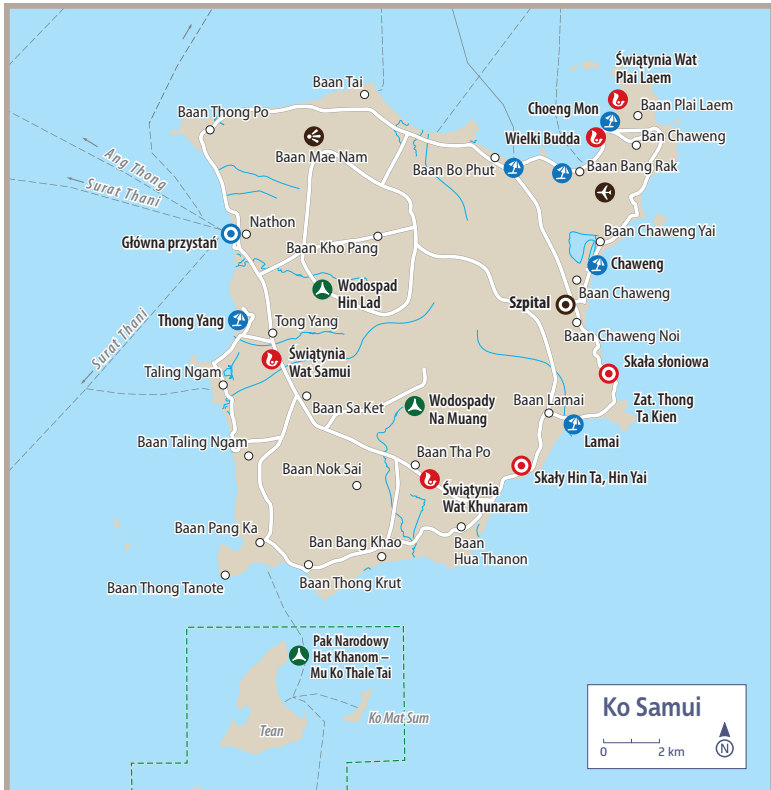 Świątynia Wat
Plai Laem
Baan Tai
Choeng Mon
Baan Plai Laem
Baan Thong Po
Wielki Budda
Ban Chaweng
Baan Mae Nam
Baan Bo Phut
Baan Bang Rak
Ang Thong
Surat Thani
Nathon
Główna przystań
Baan Kho Pang
Baan Chaweng Yai
Chaweng
Wodospad
Hin Lad
Baan Chaweng
Szpital
Thong Yang
Tong Yang
Baan Chaweng Noi
Surat Thani
Świątynia
Wat Samui
Skała słoniowa
Taling Ngam
Baan Sa Ket
Wodospady
Na Muang
Baan Lamai
Zat. Thong
Ta Kien
Lamai
Baan Taling Ngam
Baan Tha Po
Baan Nok Sai
Skały Hin Ta, Hin Yai
Świątynia
Wat Khunaram
Baan Pang Ka
Ban Bang Khao
Baan
Hua Thanon
Baan Thong Tanote
Baan Thong Krut
Pak Narodowy
Hat Khanom –
Mu Ko Thale Tai
Ko Mat Sum
Tean
Ko Samui
0 2 km
N